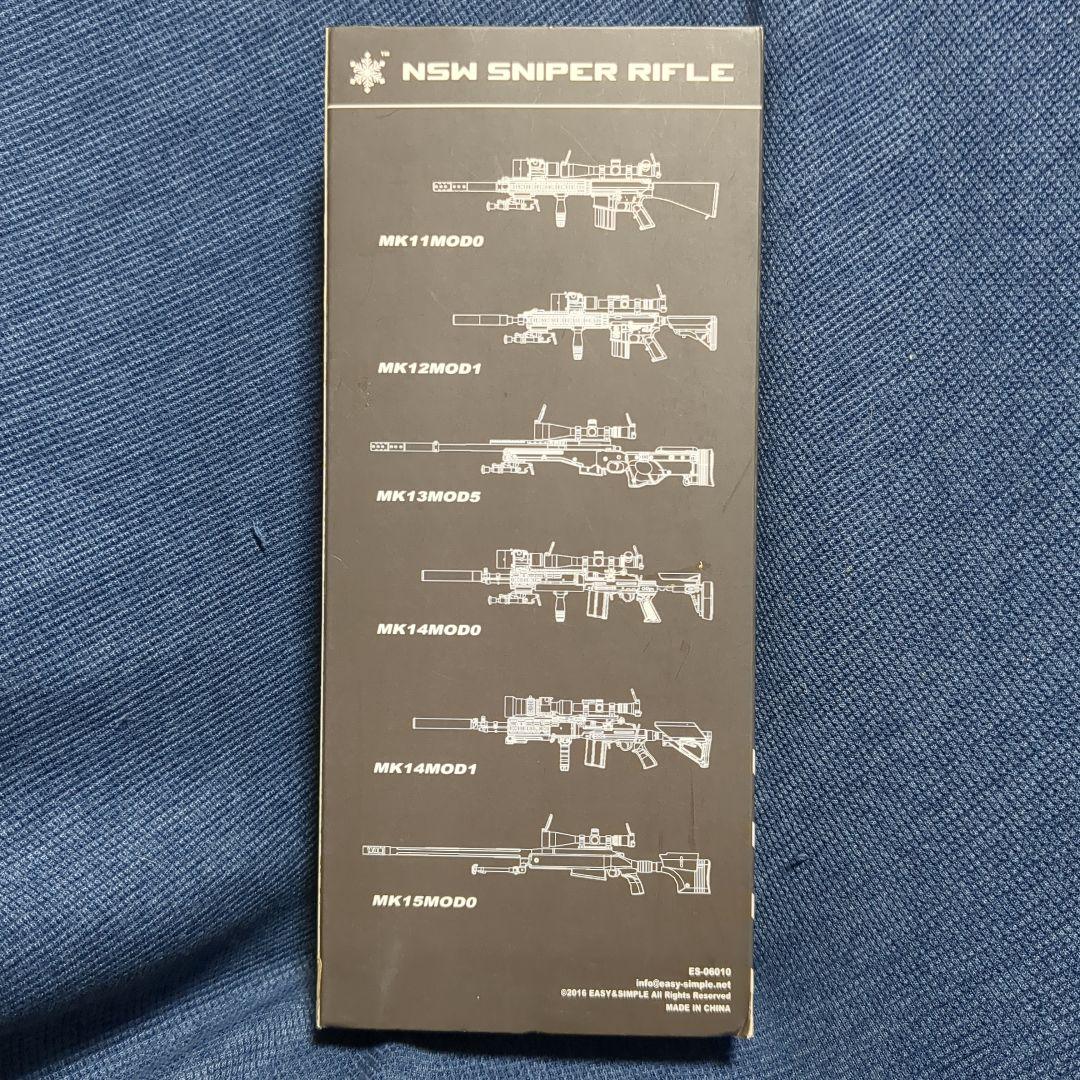 TM
NSW SNIPER RIFLE
MK11MOD0
MK12MOD1
MK13MOD5
MK14MOD0
MK14MOD1
MK15MOD0
ES-06010
info@easy-simple.net
©2016 EASY&SIMPLE All Rights Reserved
MADE IN CHINA